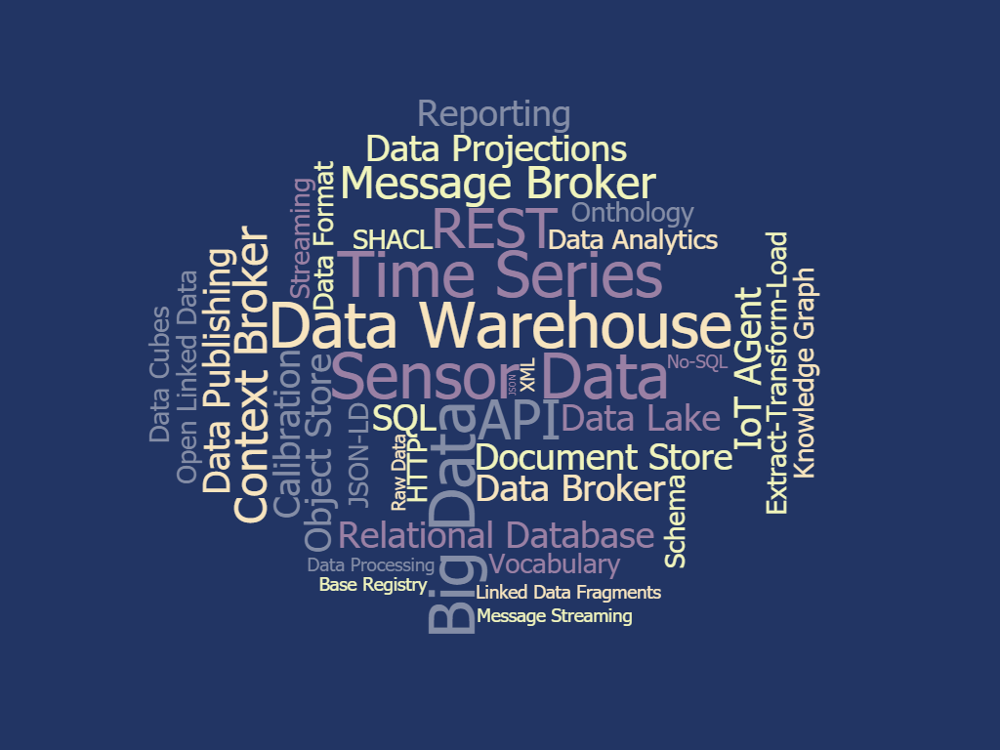 Reporting
Data Projections
Message Broker
Streaming
Data Format
REST
Onthology
SHACL
Data Analytics
Time Series
Data Warehouse
Sensor Data
No-SQL
JSON
XML
Data Cubes
Open Linked Data
Data Publishing
Context Broker
Calibration
Object Store
JSON-LD
SQL
API
Data Lake
IoT AGent
Extract-Transform-Load
Knowledge Graph
Raw Data
HTTP
Big Data
Document Store
Data Broker
Schema
Relational Database
Data Processing
Vocabulary
Base Registry
Linked Data Fragments
Message Streaming